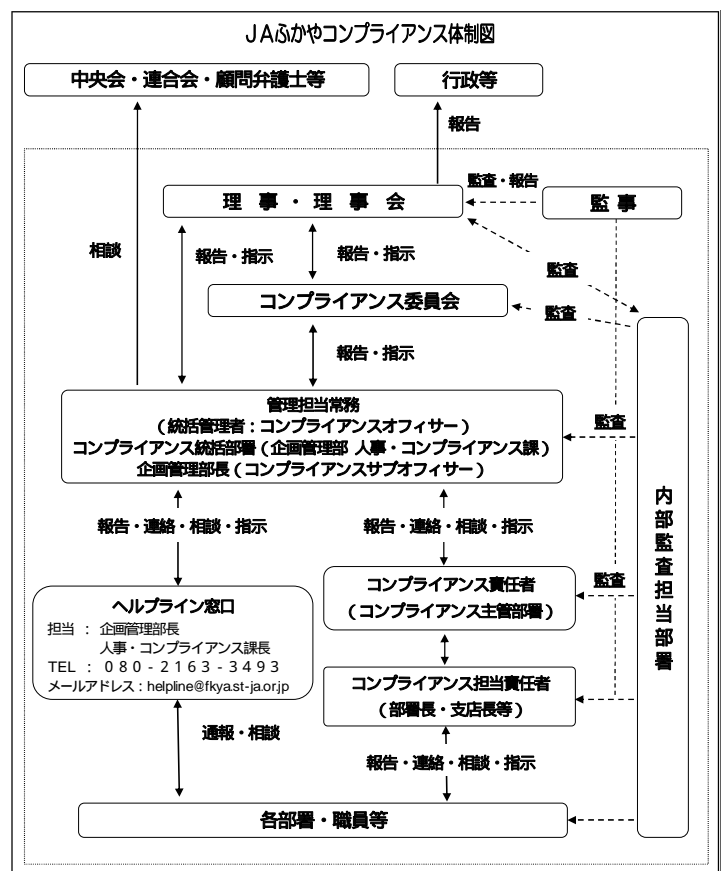 ＪＡふかやコンプライアンス体制図
中央会・連合会・顧問弁護士等
行政等
報告
監査・報告
理　事・理　事　会
監 事
相談
報告・指示
報告・指示
監査
コンプライアンス委員会
監査
報告・指示
管理担当常務
（統括管理者：コンプライアンスオフィサー）
コンプライアンス統括部署（企画管理部 人事・コンプライアンス課）
企画管理部長（コンプライアンスサブオフィサー）
監査
内部監査担当部署
報告・連絡・相談・指示
報告・連絡・相談・指示
ヘルプライン窓口
担当 ： 企画管理部長
人事・コンプライアンス課長
ＴＥＬ ： ０８０－２１６３－３４９３
メールアドレス：helpline@fkya.st-ja.or.jp
コンプライアンス責任者
（コンプライアンス主管部署）
監査
コンプライアンス担当責任者
（部署長・支店長等）
通報・相談
報告・連絡・相談・指示
各部署・職員等